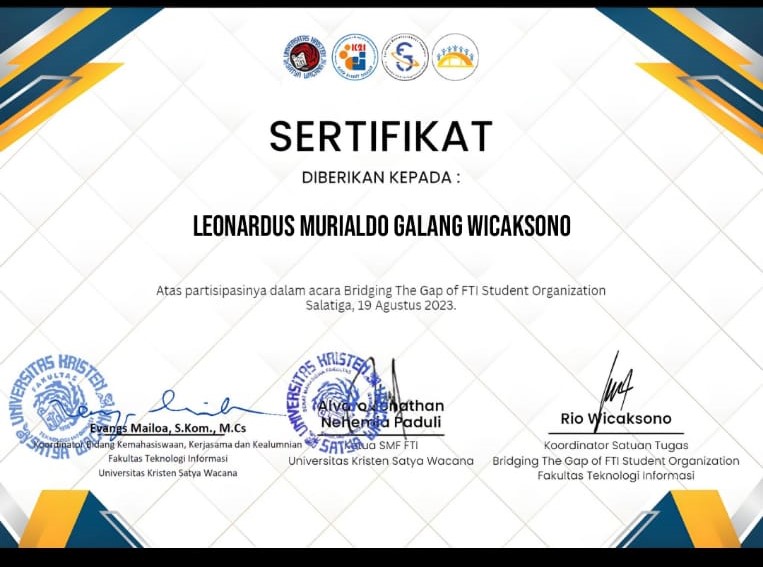 SERTIFIKAT
DIBERIKAN KEPADA :
LEONARDUS MURIALDO GALANG WICAKSONO
Atas partisipasinya dalam acara Bridging The Gap of FTI Student Organization
Salatiga, 19 Agustus 2023.
UNIVERSITAS KRISTEN SATYA WACANA
FAKULTAS
Evangs Mailoa, S.Kom., M.Cs
Koordinator Bidang Kemahasiswaan, Kerjasama dan Kealumnian
Fakultas Teknologi Informasi
Universitas Kristen Satya Wacana
UNIVERSITAS KRISTEN SATYA
Alvaro Jonathan
Nehemia Paduli
Ketua SMF FTI
Universitas Kristen Satya Wacana
Rio Wicaksono
Koordinator Satuan Tugas
Bridging The Gap of FTI Student Organization
Fakultas Teknologi Informasi